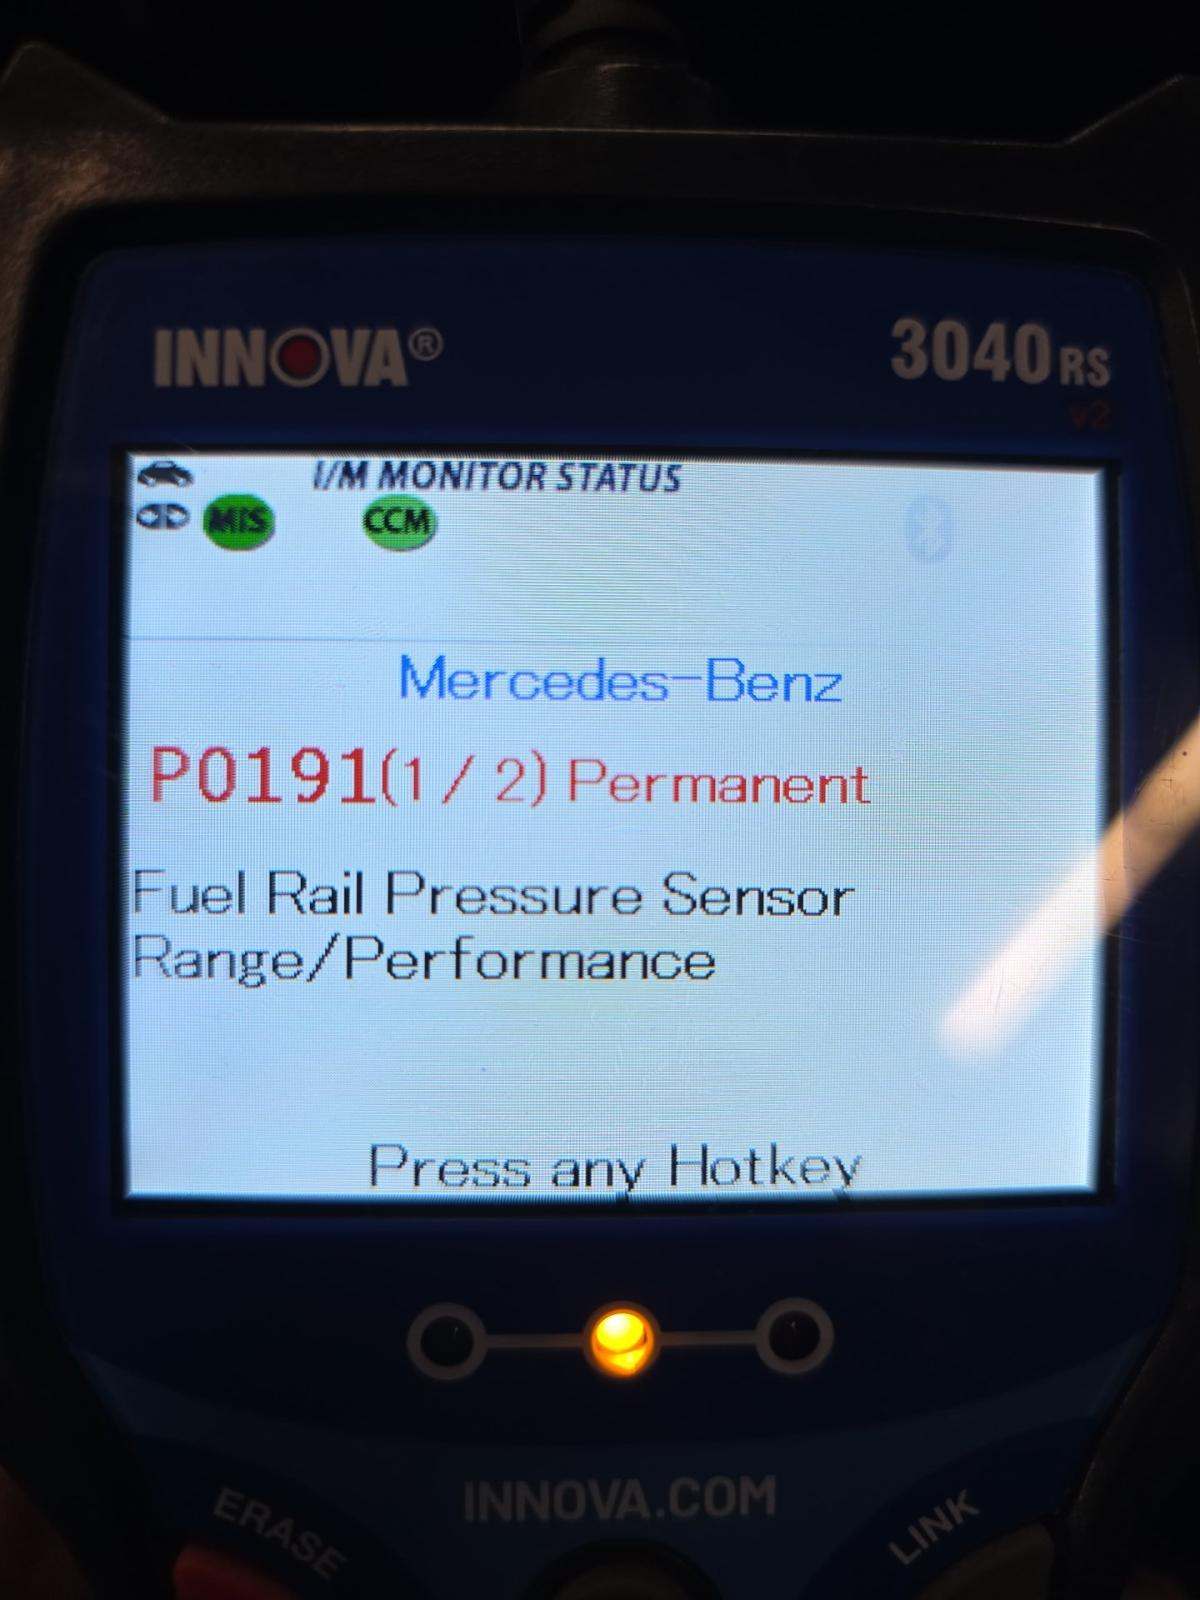 INNOVA® 3040RS
v2
I/M MONITOR STATUS
MIS CCM
Mercedes-Benz
P0191(1 / 2) Permanent
Fuel Rail Pressure Sensor
Range/Performance
Press any Hotkey
INNOVA.COM
ERASE LINK